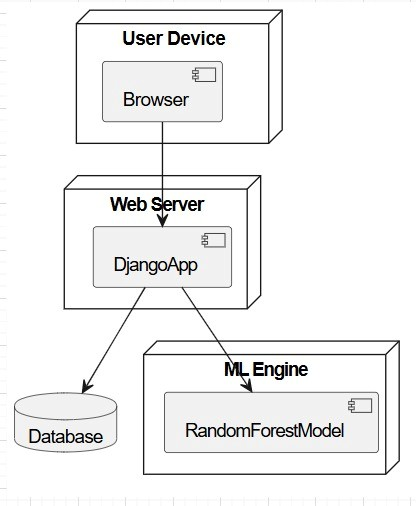 User Device
Browser
Web Server
DjangoApp
ML Engine
RandomForestModel
Database